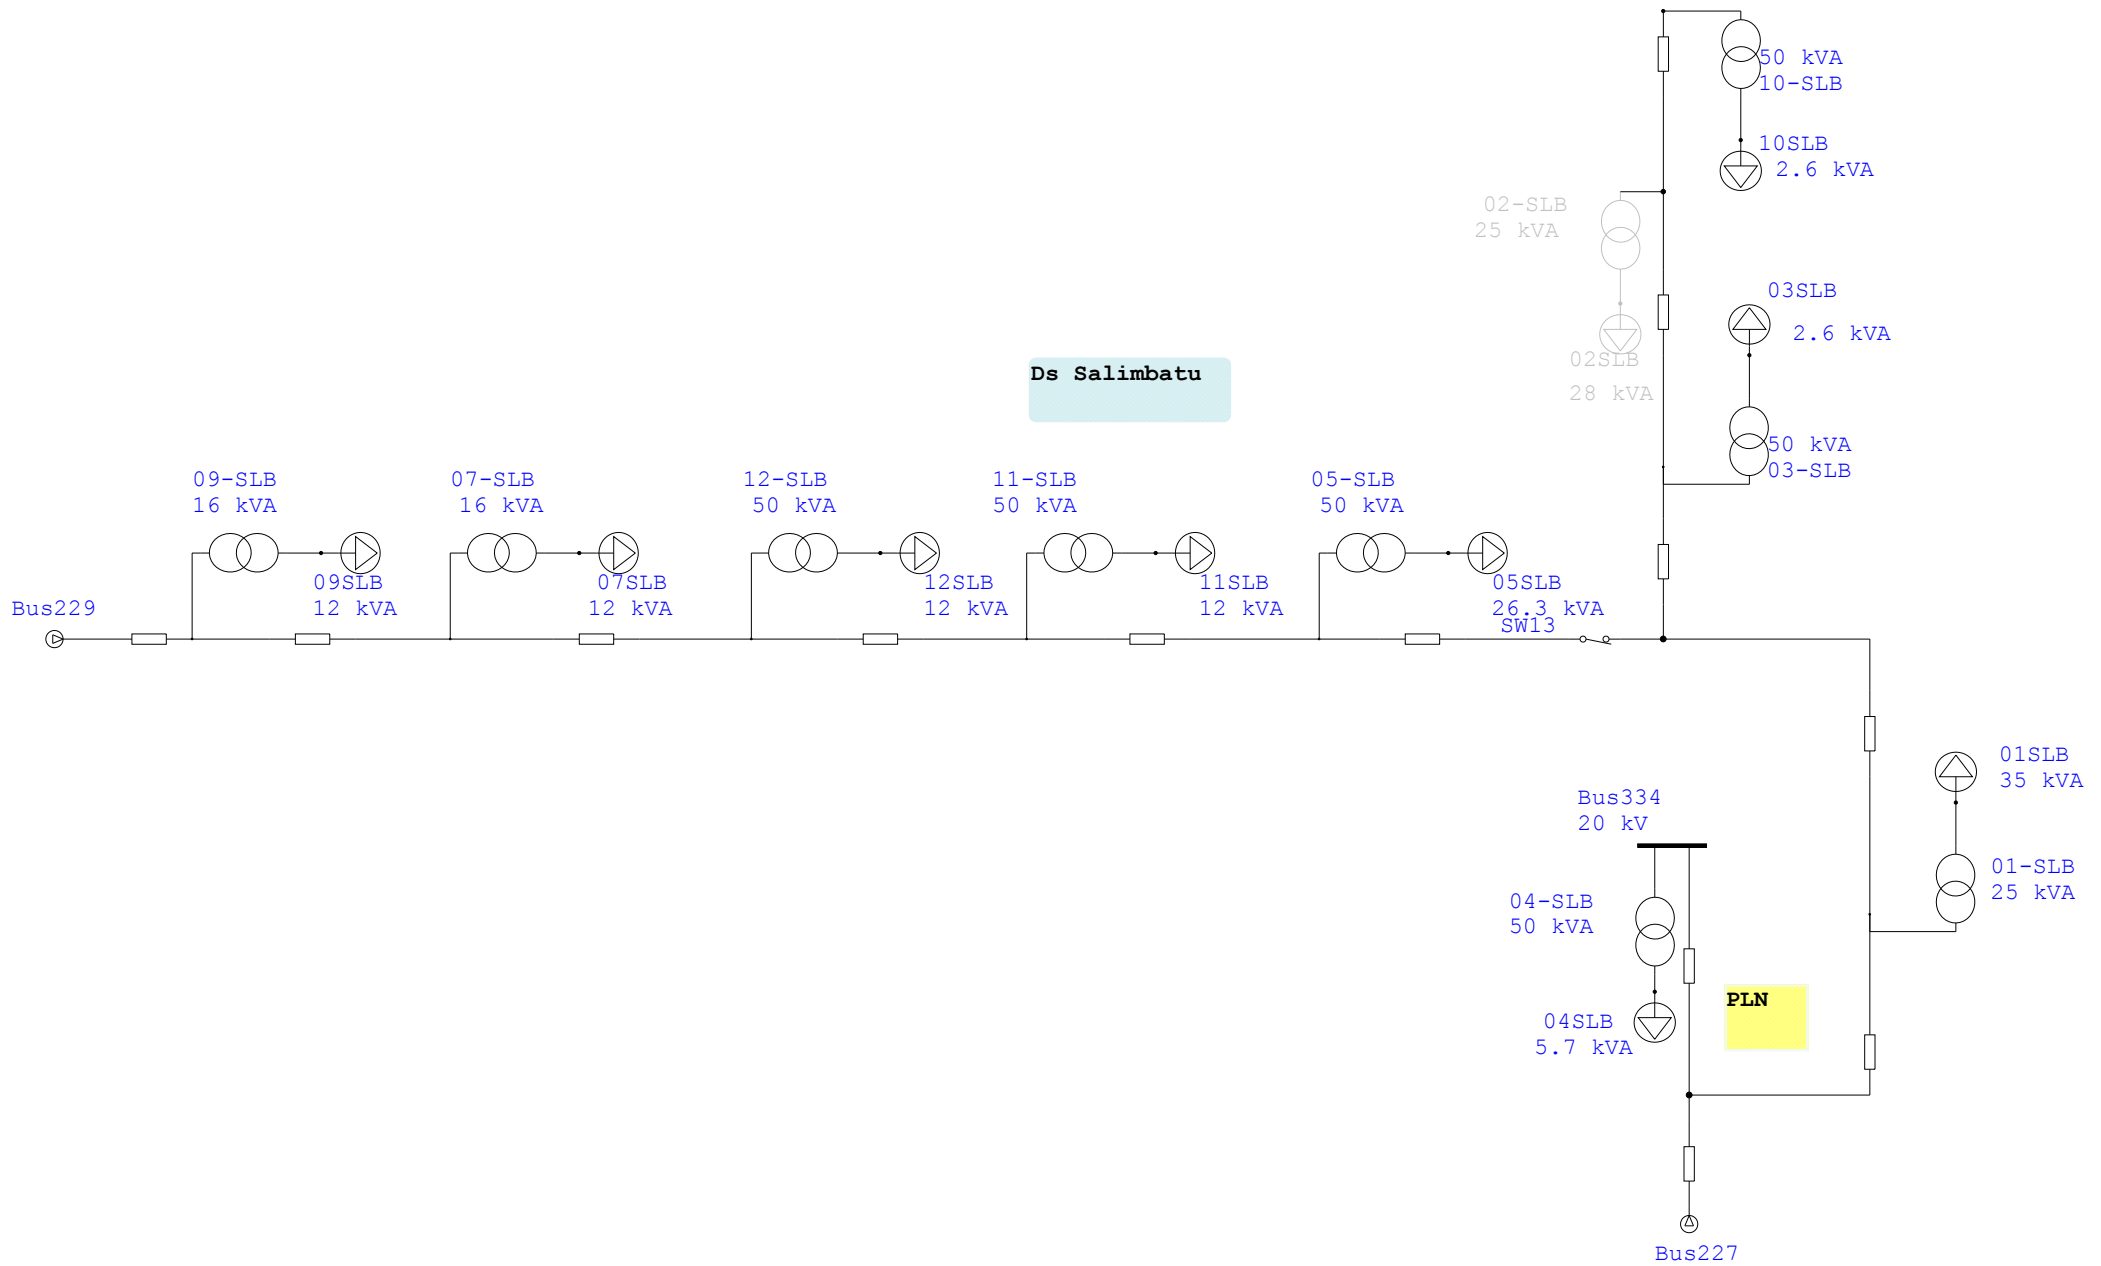 50 kVA
10-SLB
10SLB
2.6 kVA
02-SLB
25 kVA
03SLB
2.6 kVA
02SLB
28 kVA
Ds Salimbatu
50 kVA
03-SLB
09-SLB
16 kVA
07-SLB
16 kVA
12-SLB
50 kVA
11-SLB
50 kVA
05-SLB
50 kVA
09SLB
12 kVA
07SLB
12 kVA
12SLB
12 kVA
11SLB
12 kVA
05SLB
26.3 kVA
SW13
Bus229
01SLB
35 kVA
Bus334
20 kV
01-SLB
25 kVA
04-SLB
50 kVA
PLN
04SLB
5.7 kVA
Bus227